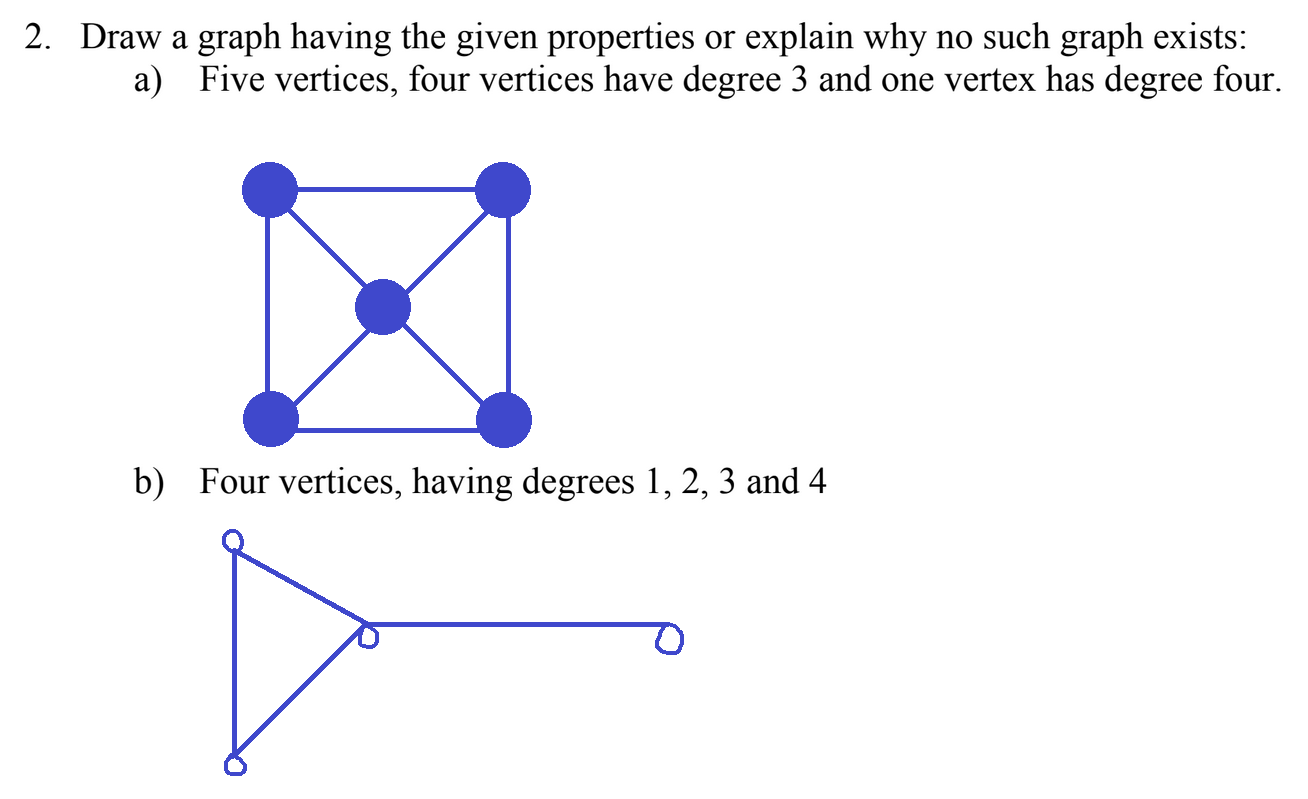 2. Draw a graph having the given properties or explain why no such graph exists:
a) Five vertices, four vertices have degree 3 and one vertex has degree four.
b) Four vertices, having degrees 1, 2, 3 and 4